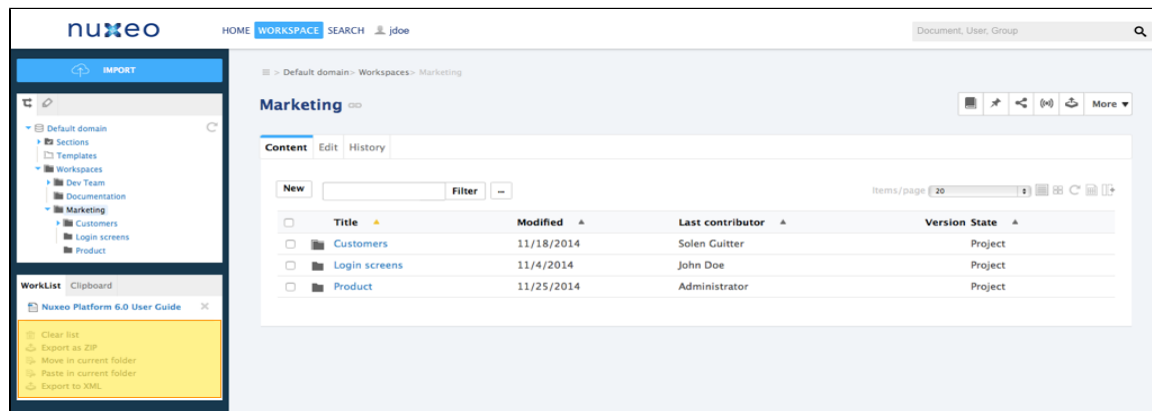 nuxeo
HOME WORKSPACE SEARCH jdoe
Document, User, Group
IMPORT
Default domain
Sections
Templates
Workspaces
Dev Team
Documentation
Marketing
Customers
Login screens
Product
WorkList Clipboard
Nuxeo Platform 6.0 User Guide
Clear list
Export as ZIP
Move in current folder
Paste in current folder
Export to XML
> Default domain> Workspaces> Marketing
Marketing
More
Content Edit History
New Filter ...
Items/page 20
Title Modified Last contributor Version State
Customers 11/18/2014 Solen Guitter Project
Login screens 11/4/2014 John Doe Project
Product 11/25/2014 Administrator Project